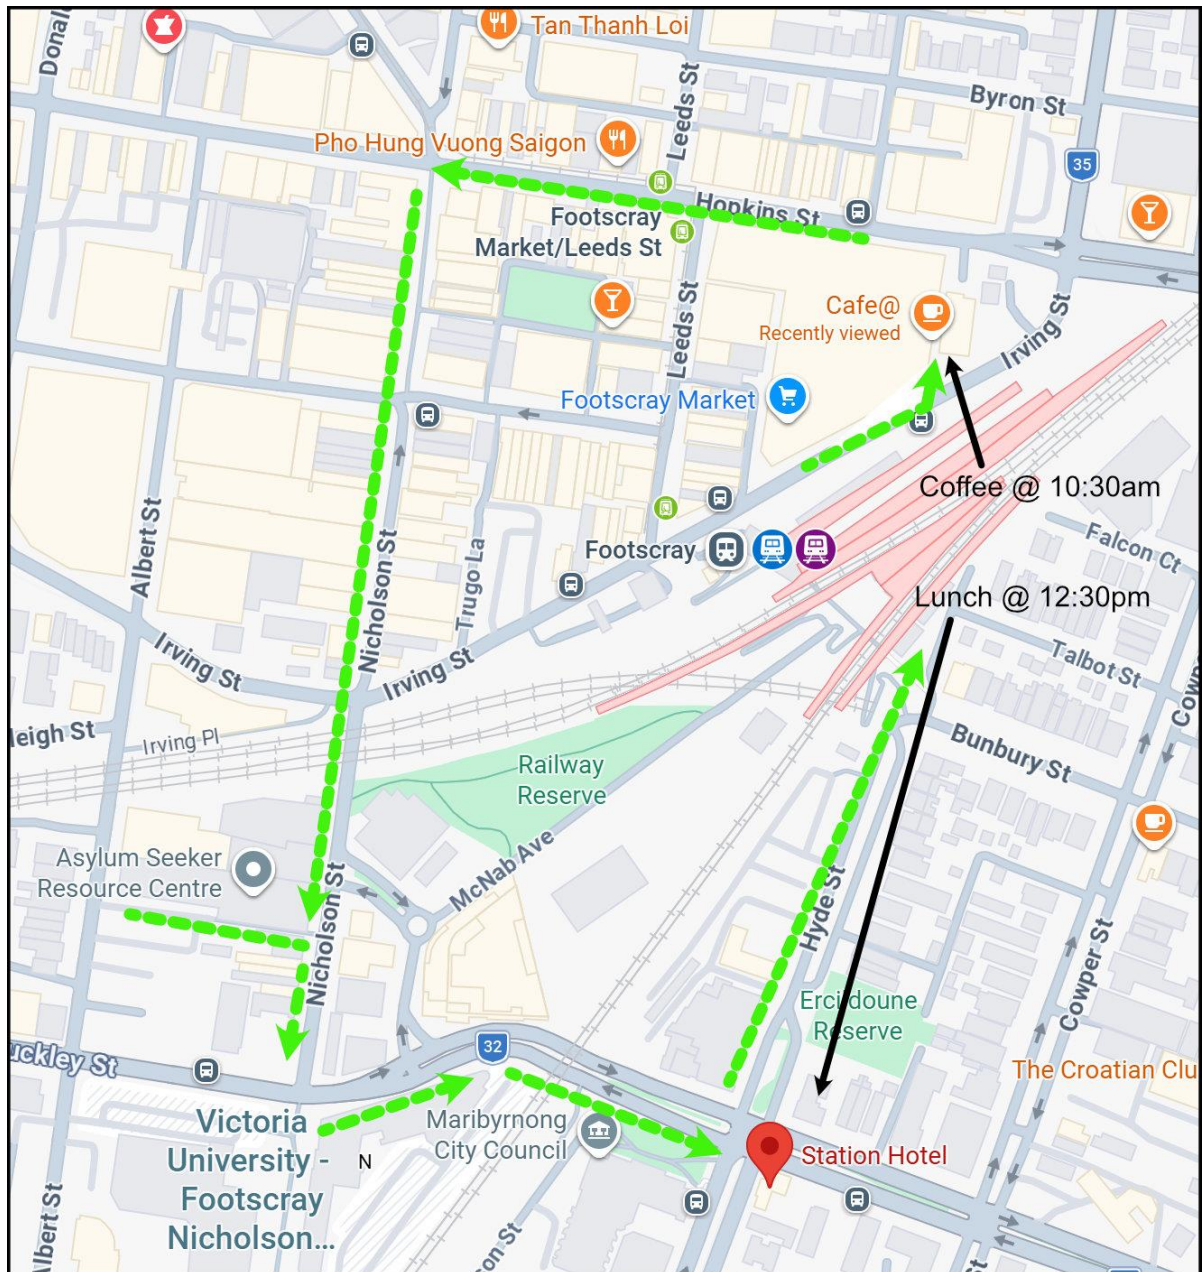 Donald
Tan Thanh Loi
Byron St
Leeds St
Pho Hung Vuong Saigon
35
Hopkins St
Footscray
Market/Leeds St
Cafe@
Recently viewed
Irving St
Leeds St
Footscray Market
Coffee @ 10:30am
Albert St
Nicholson St
Trugo La
Footscray
Falcon Ct
Lunch @ 12:30pm
Irving St
Irving St
Talbot St
Cowper
leigh St
Irving Pl
Bunbury St
Railway
Reserve
Asylum Seeker
Resource Centre
McNab Ave
Nicholson St
Hyde St
Ercildoune
Reserve
Cowper St
32
uckley St
The Croatian Clu
Victoria
University -
Footscray
Nicholson...
N
Maribyrnong
City Council
Station Hotel
Albert St
son St
St